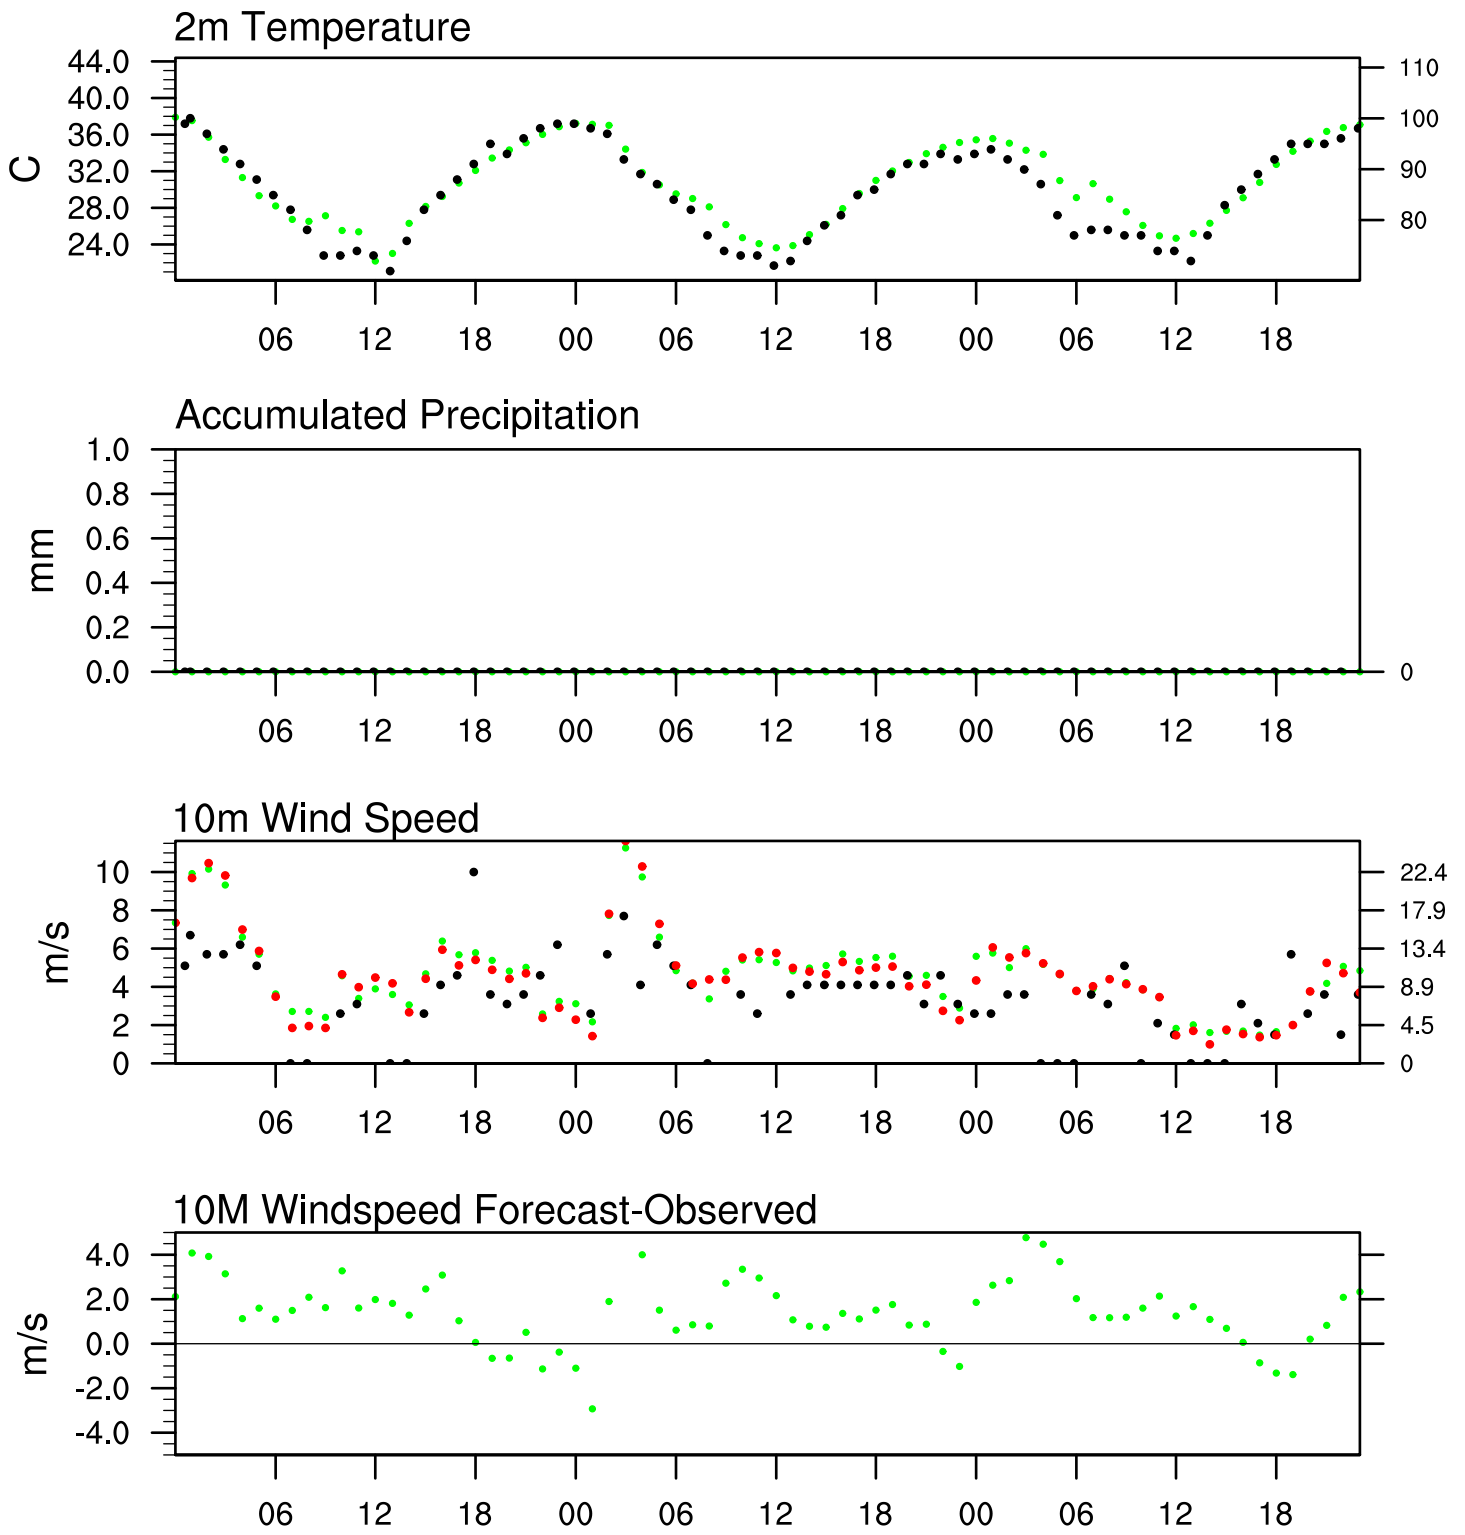 2m Temperature
44.0
40.0
36.0
32.0
28.0
24.0
C
110
100
90
80
06 12 18 00 06 12 18 00 06 12 18
Accumulated Precipitation
1.0
0.8
0.6
0.4
0.2
0.0
mm
0
06 12 18 00 06 12 18 00 06 12 18
10m Wind Speed
10
8
6
4
2
0
m/s
22.4
17.9
13.4
8.9
4.5
0
06 12 18 00 06 12 18 00 06 12 18
10M Windspeed Forecast-Observed
4.0
2.0
0.0
-2.0
-4.0
m/s
06 12 18 00 06 12 18 00 06 12 18